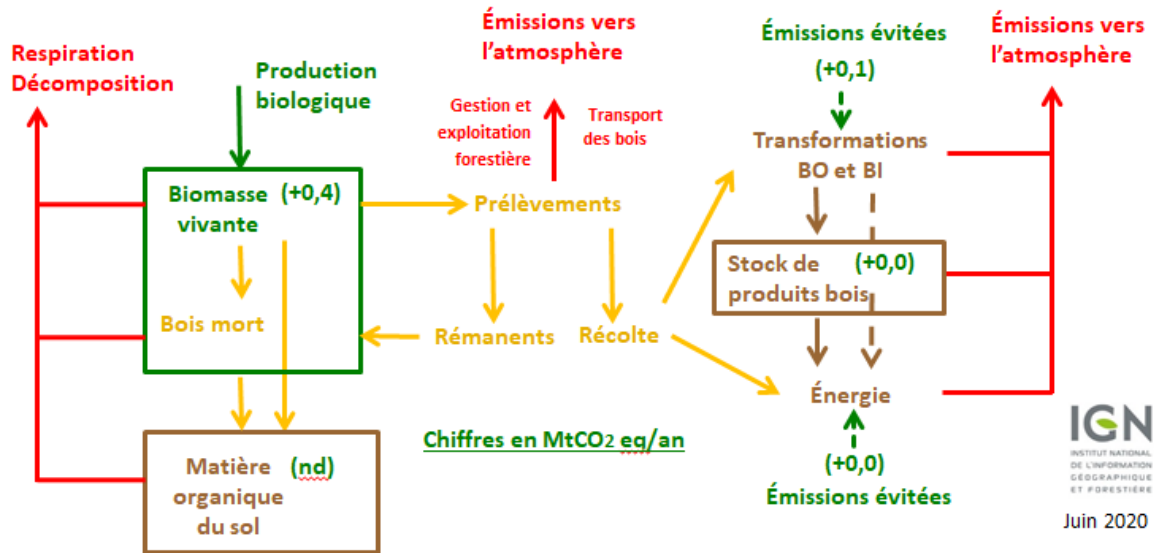 Respiration
Décomposition
Production
biologique
Émissions vers
l'atmosphère
Gestion et
exploitation
forestière
Transport
des bois
Émissions évitées
(+0,1)
Émissions vers
l'atmosphère
Transformations
BO et BI
Biomasse (+0,4)
vivante
Prélèvements
Stock de (+0,0)
produits bois
Bois mort
Rémanents
Récolte
Énergie
Chiffres en MtCO2 eq/an
(+0,0)
Émissions évitées
Matière (nd)
organique
du sol
IGN
INSTITUT NATIONAL
DE L'INFORMATION
GÉOGRAPHIQUE
ET FORESTIÈRE
Juin 2020